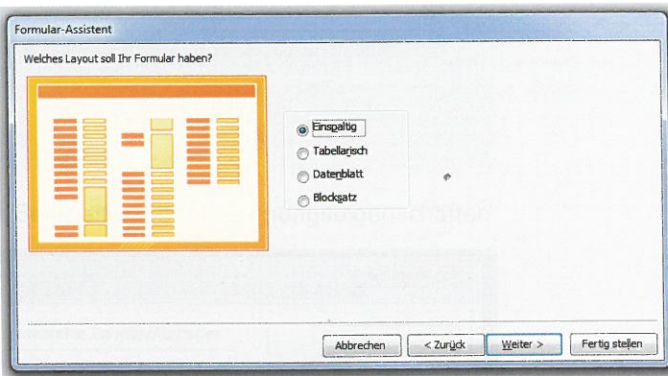 Formular-Assistent
Welches Layout soll Ihr Formular haben?
Einspaltig
Tabellarisch
Datenblatt
Blocksatz
Abbrechen
< Zurück
Weiter >
Fertig stellen